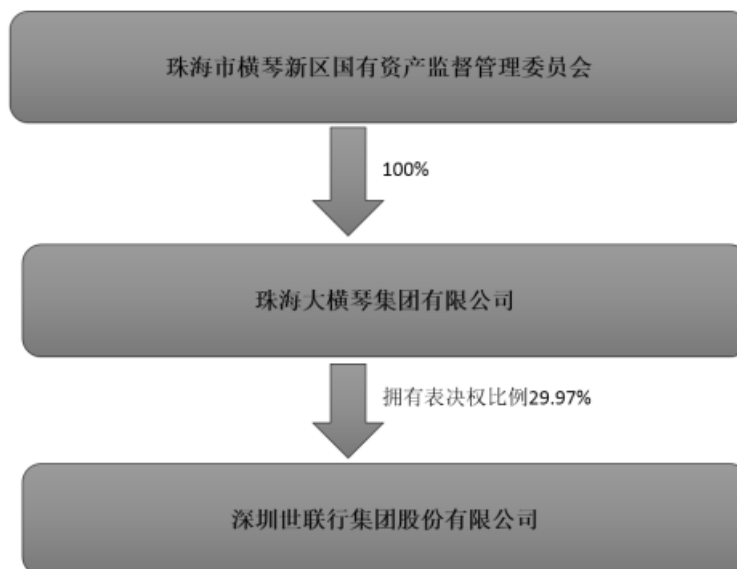 珠海市横琴新区国有资产监督管理委员会
100%
珠海大横琴集团有限公司
拥有表决权比例29.97%
深圳世联行集团股份有限公司